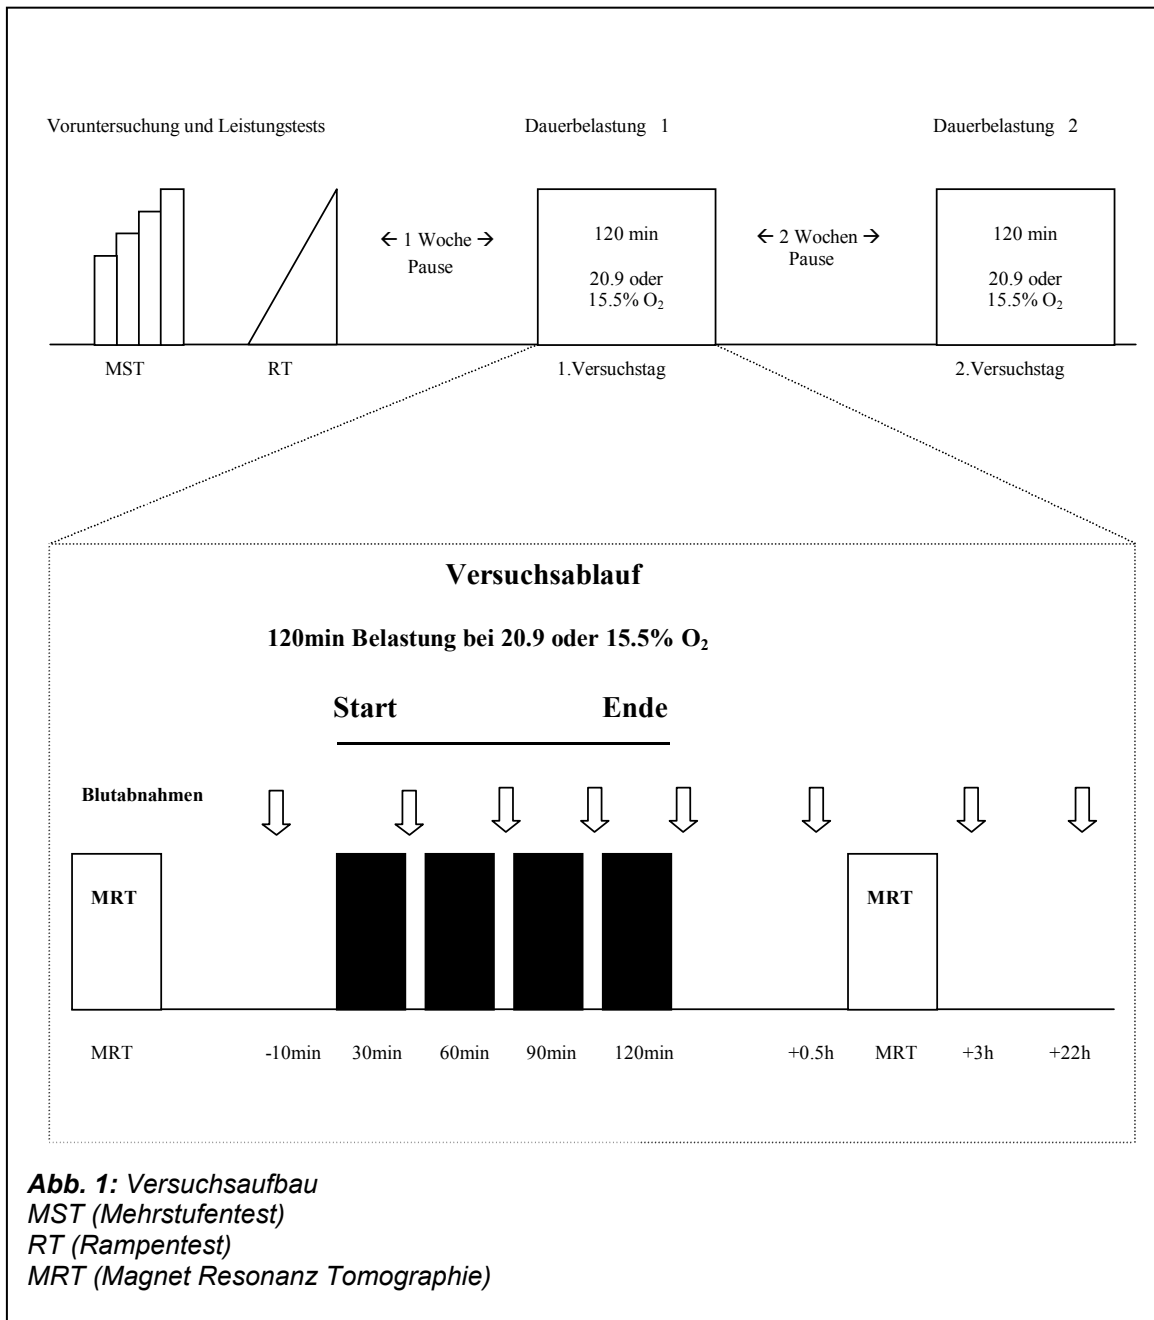 Voruntersuchung und Leistungstests Dauerbelastung 1 Dauerbelastung 2
← 1 Woche →
Pause
120 min
20.9 oder
15.5% O₂
← 2 Wochen →
Pause
120 min
20.9 oder
15.5% O₂
MST RT 1.Versuchstag 2.Versuchstag
Versuchsablauf
120min Belastung bei 20.9 oder 15.5% O₂
Start Ende
Blutabnahmen
MRT MRT
MRT -10min 30min 60min 90min 120min +0.5h MRT +3h +22h
Abb. 1: Versuchsaufbau
MST (Mehrstufentest)
RT (Rampentest)
MRT (Magnet Resonanz Tomographie)